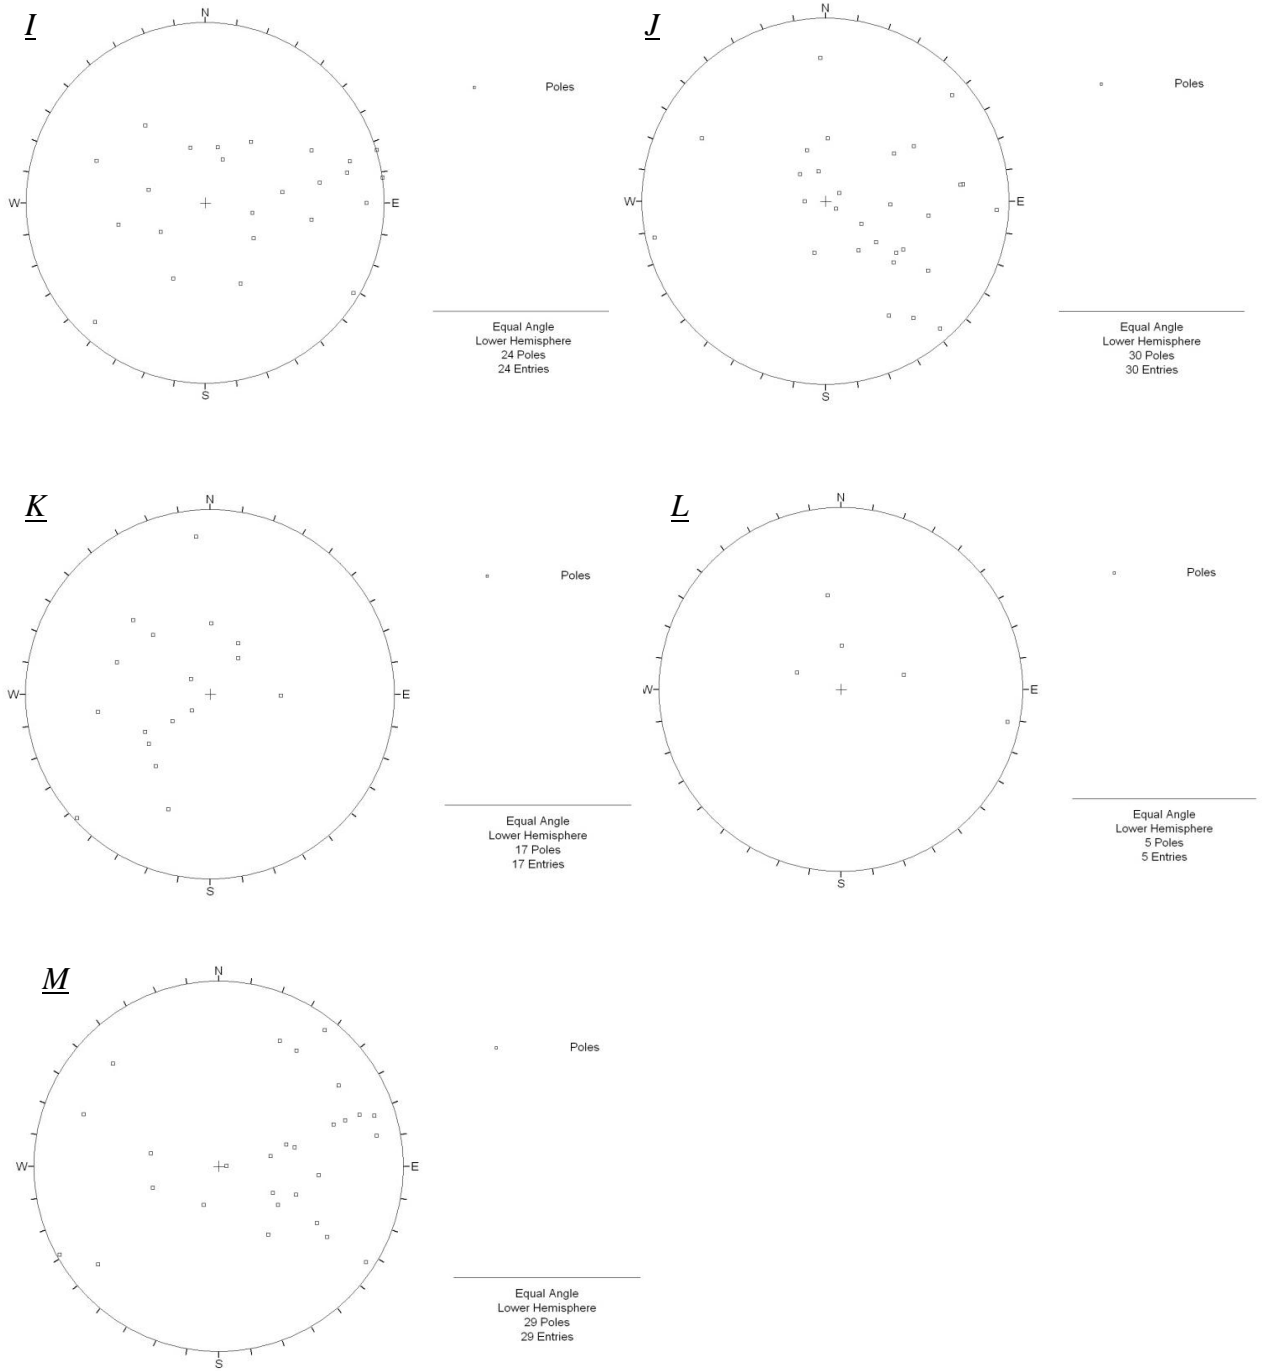 I
N
W
E
S
Poles
Equal Angle
Lower Hemisphere
24 Poles
24 Entries
J
N
W
E
S
Poles
Equal Angle
Lower Hemisphere
30 Poles
30 Entries
K
N
W
E
S
Poles
Equal Angle
Lower Hemisphere
17 Poles
17 Entries
L
N
W
E
S
Poles
Equal Angle
Lower Hemisphere
5 Poles
5 Entries
M
N
W
E
S
Poles
Equal Angle
Lower Hemisphere
29 Poles
29 Entries